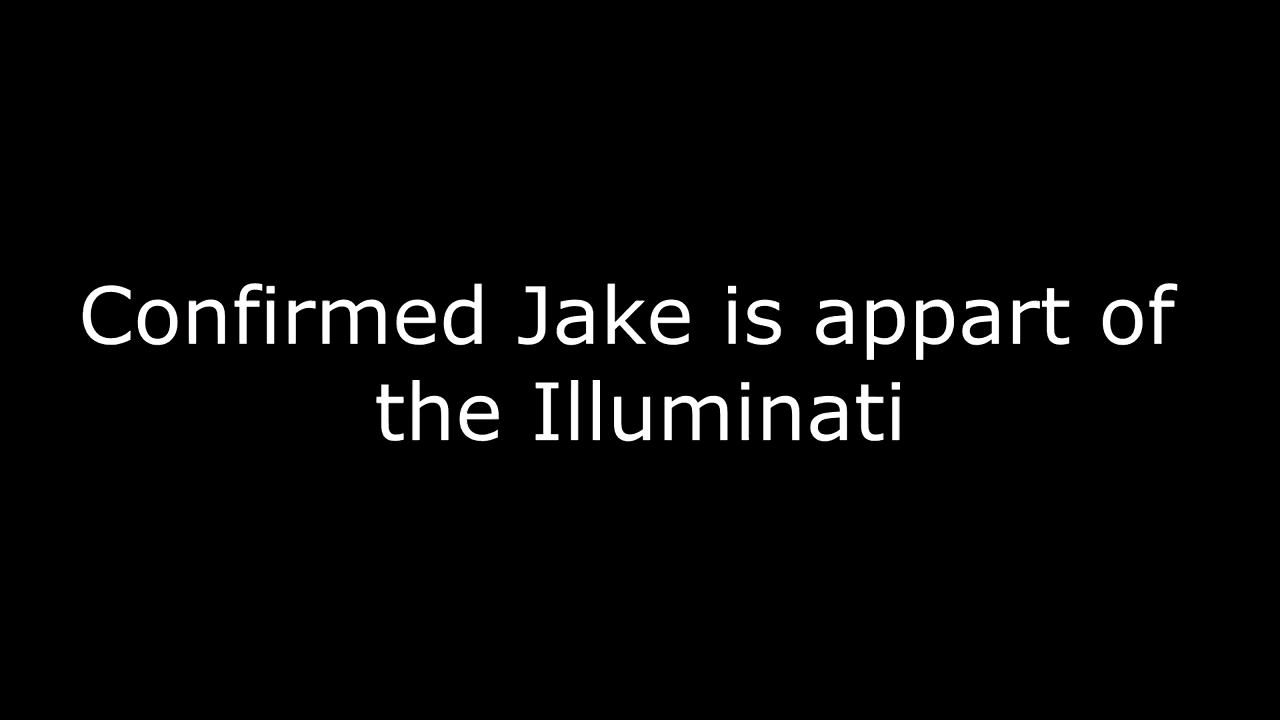 Confirmed Jake is appart of
the Illuminati